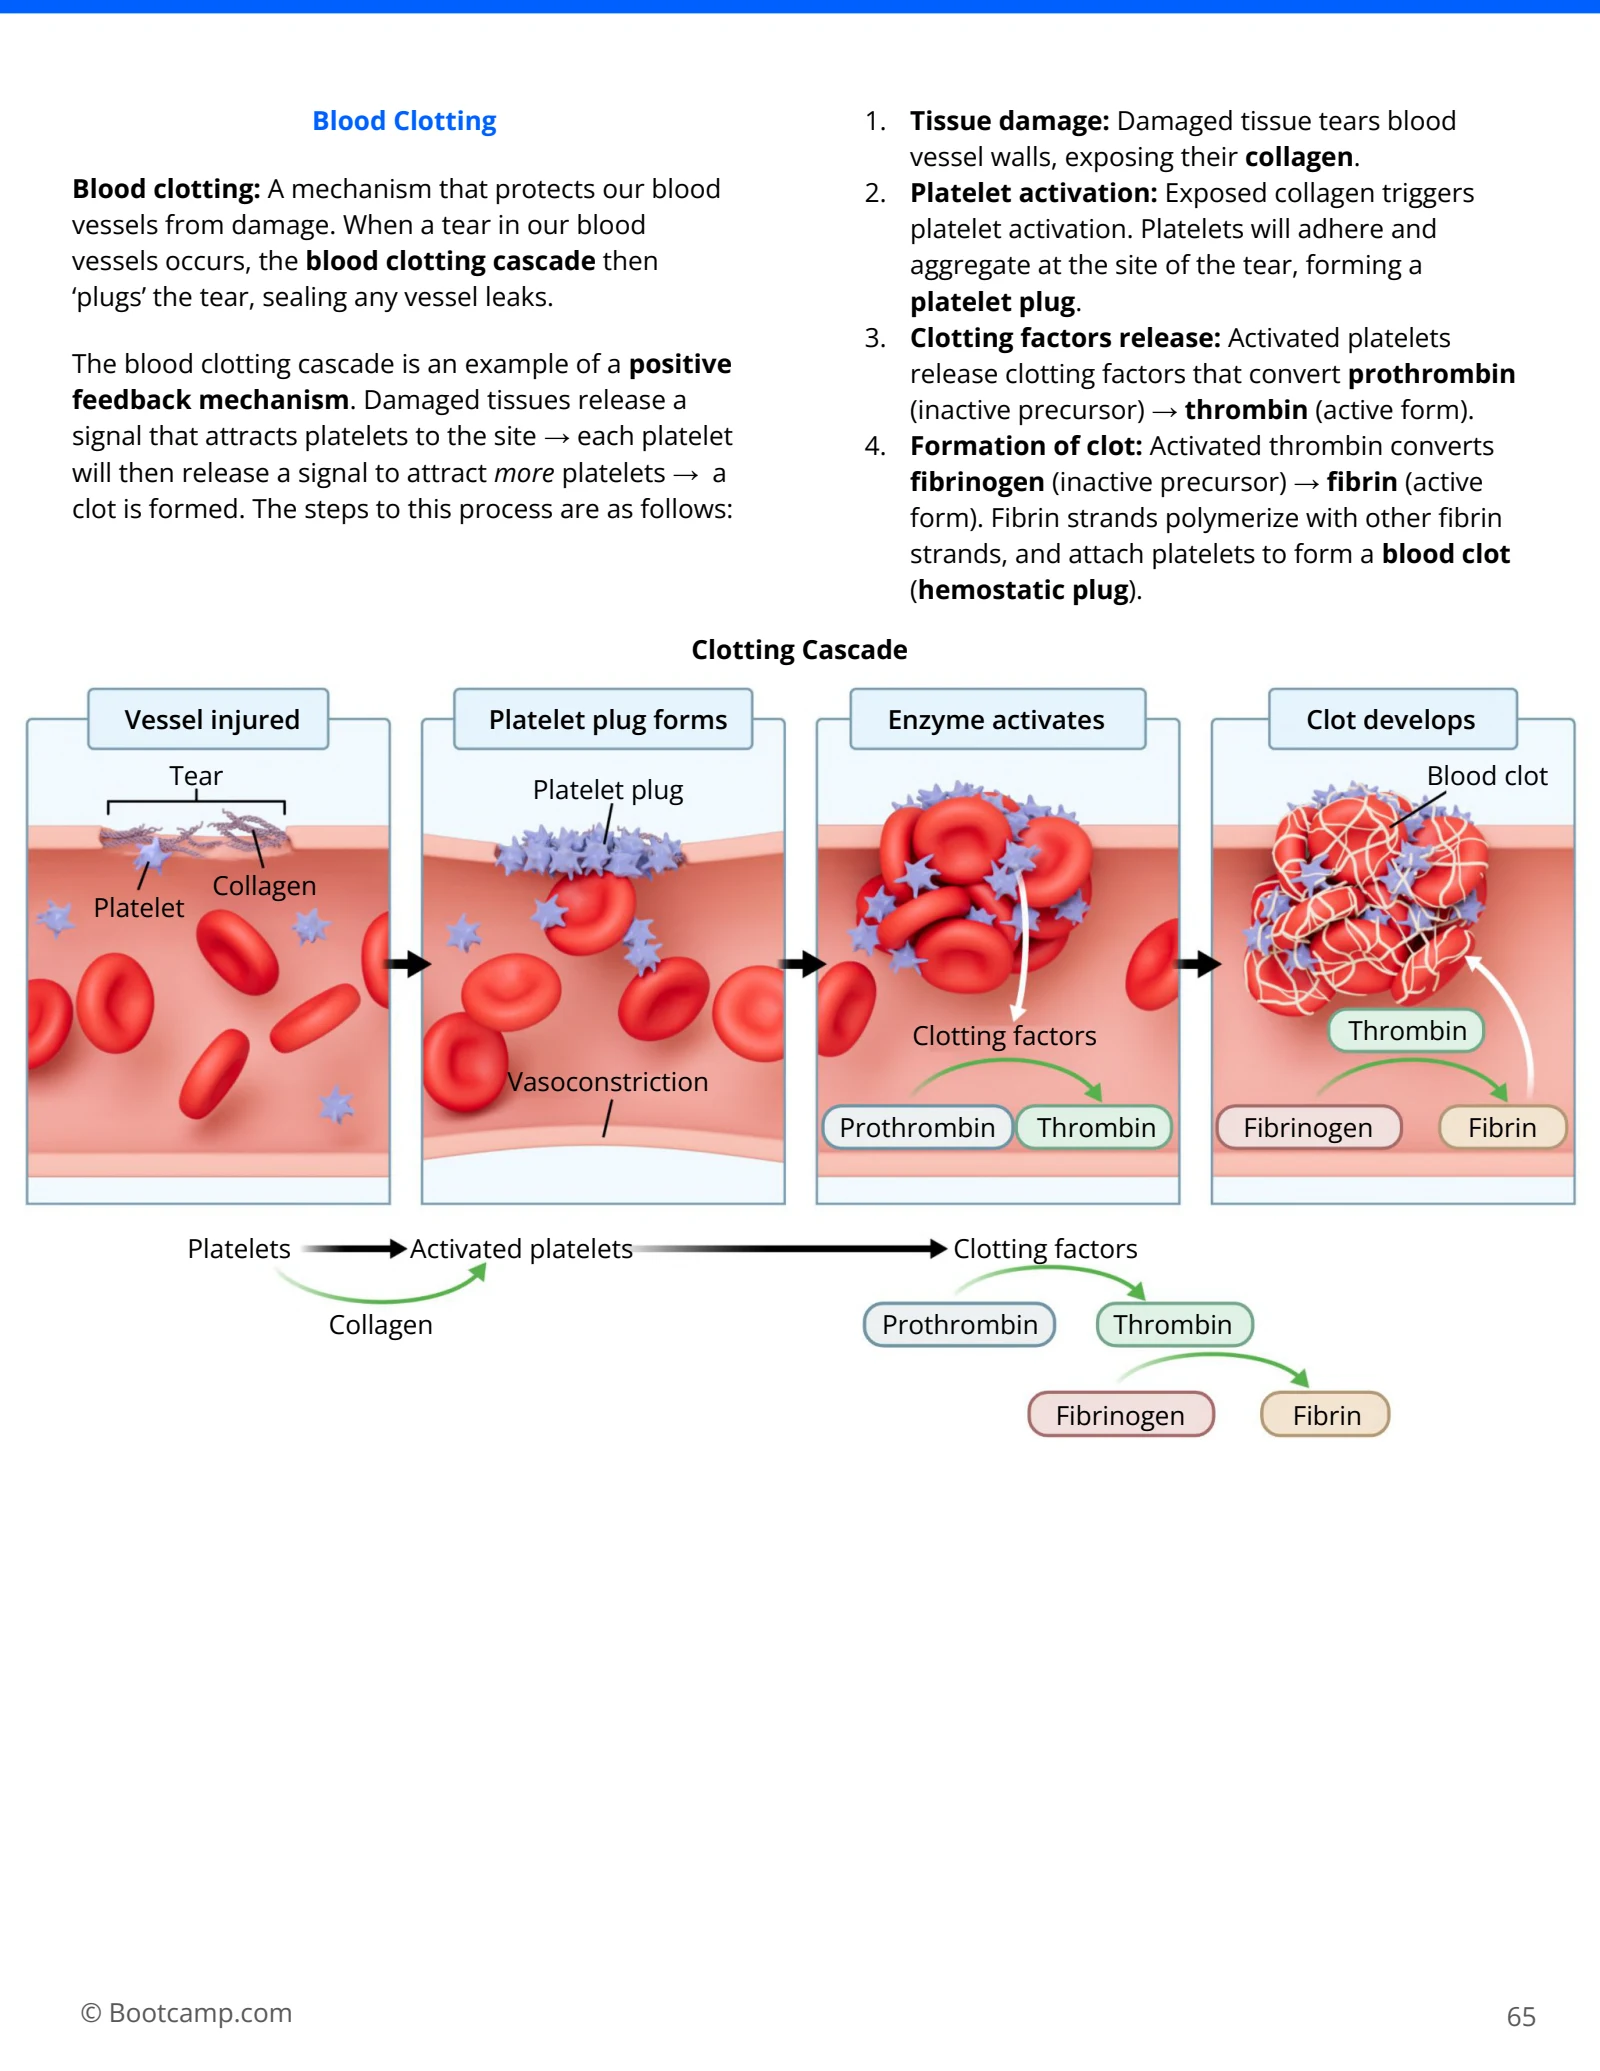 Blood Clotting
Blood clotting: A mechanism that protects our blood
vessels from damage. When a tear in our blood
vessels occurs, the blood clotting cascade then
‘plugs’ the tear, sealing any vessel leaks.
The blood clotting cascade is an example of a positive
feedback mechanism. Damaged tissues release a
signal that attracts platelets to the site → each platelet
will then release a signal to attract more platelets → a
clot is formed. The steps to this process are as follows:
1. Tissue damage: Damaged tissue tears blood
vessel walls, exposing their collagen.
2. Platelet activation: Exposed collagen triggers
platelet activation. Platelets will adhere and
aggregate at the site of the tear, forming a
platelet plug.
3. Clotting factors release: Activated platelets
release clotting factors that convert prothrombin
(inactive precursor) → thrombin (active form).
4. Formation of clot: Activated thrombin converts
fibrinogen (inactive precursor) → fibrin (active
form). Fibrin strands polymerize with other fibrin
strands, and attach platelets to form a blood clot
(hemostatic plug).
Clotting Cascade
Vessel injured
Tear
Collagen
Platelet
Platelet plug forms
Platelet plug
Vasoconstriction
Enzyme activates
Clotting factors
Prothrombin
Thrombin
Clot develops
Blood clot
Thrombin
Fibrinogen
Fibrin
Platelets
Activated platelets
Clotting factors
Collagen
Prothrombin
Thrombin
Fibrinogen
Fibrin
© Bootcamp.com
65